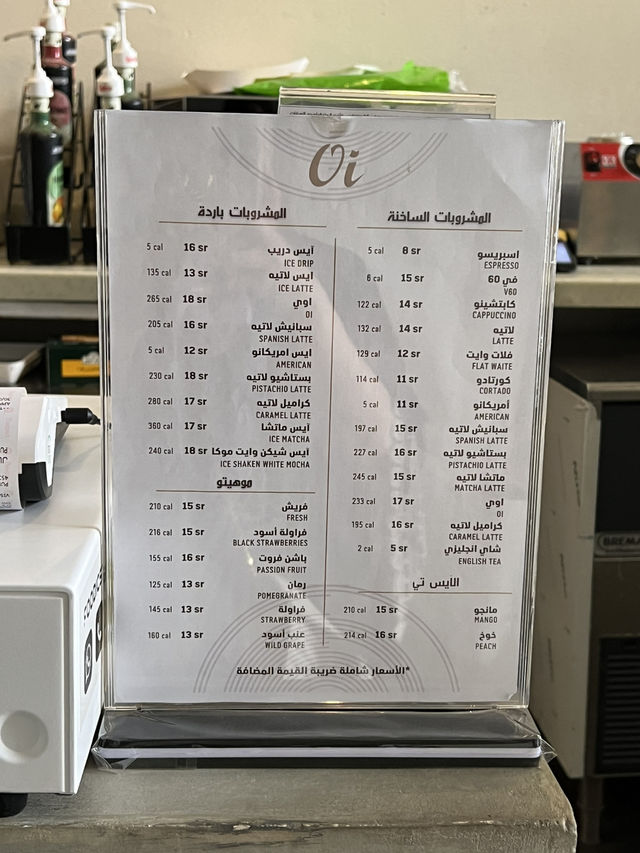 Oi
المشروبات الساخنة
اسبريسو 8 sr 5 cal
ESPRESSO
في 60 15 sr 6 cal
V60
كابتشينو 14 sr 122 cal
CAPPUCCINO
لاتيه 14 sr 132 cal
LATTE
فلات وايت 12 sr 129 cal
FLAT WAITE
كورتادو 11 sr 114 cal
CORTADO
أمريكانو 11 sr 5 cal
AMERICAN
سبانيش لاتيه 15 sr 197 cal
SPANISH LATTE
بستاشيو لاتيه 16 sr 227 cal
PISTACHIO LATTE
ماتشا لاتيه 15 sr 245 cal
MATCHA LATTE
اوي 17 sr 233 cal
OI
كراميل لاتيه 16 sr 195 cal
CARAMEL LATTE
شاي انجليزي 5 sr 2 cal
ENGLISH TEA
الآيس تي
مانجو 15 sr 210 cal
MANGO
خوخ 16 sr 214 cal
PEACH
المشروبات باردة
آيس دريب 16 sr 5 cal
ICE DRIP
ايس لاتيه 13 sr 135 cal
ICE LATTE
اوي 18 sr 265 cal
OI
سبانيش لاتيه 16 sr 205 cal
SPANISH LATTE
ايس امريكانو 12 sr 5 cal
AMERICAN
بستاشيو لاتيه 18 sr 230 cal
PISTACHIO LATTE
كراميل لاتيه 17 sr 280 cal
CARAMEL LATTE
آيس ماتشا 17 sr 360 cal
ICE MATCHA
آيس شيكن وايت موكا 18 sr 240 cal
ICE SHAKEN WHITE MOCHA
موهيتو
فريش 15 sr 210 cal
FRESH
فراولة أسود 15 sr 216 cal
BLACK STRAWBERRIES
باشن فروت 16 sr 155 cal
PASSION FRUIT
رمان 13 sr 125 cal
POMEGRANATE
فراولة 13 sr 145 cal
STRAWBERRY
عنب أسود 13 sr 160 cal
WILD GRAPE
*الأسعار شاملة ضريبة القيمة المضافة